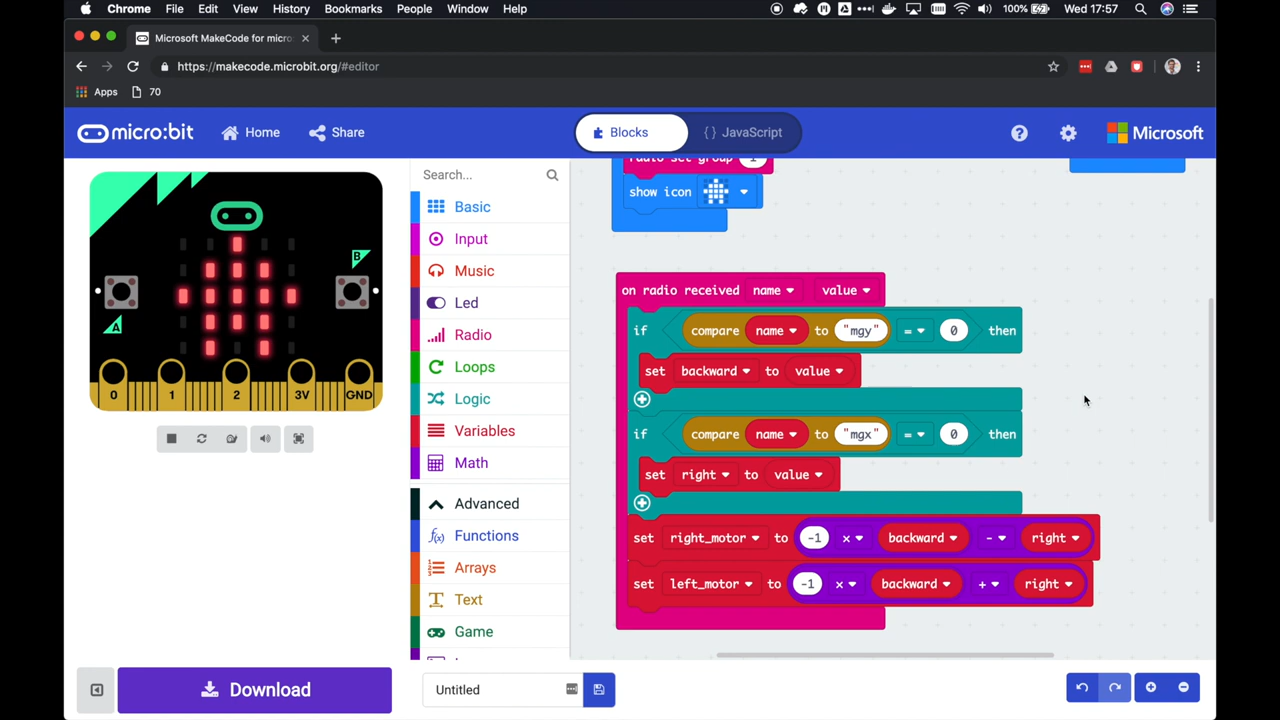 Chrome File Edit View History Bookmarks People Window Help 100% Wed 17:57
Microsoft MakeCode for micro
https://makecode.microbit.org/#editor
Apps 70
micro:bit Home Share Blocks {} JavaScript ? Microsoft
Search...
Basic
Input
Music
Led
Radio
Loops
Logic
Variables
Math
Advanced
Functions
Arrays
Text
Game
A
B
0 1 2 3V GND
radio set group 1
show icon
on radio received name value
if compare name to "mgy" = 0 then
set backward to value
if compare name to "mgx" = 0 then
set right to value
set right_motor to -1 × backward - right
set left_motor to -1 × backward + right
Download
Untitled